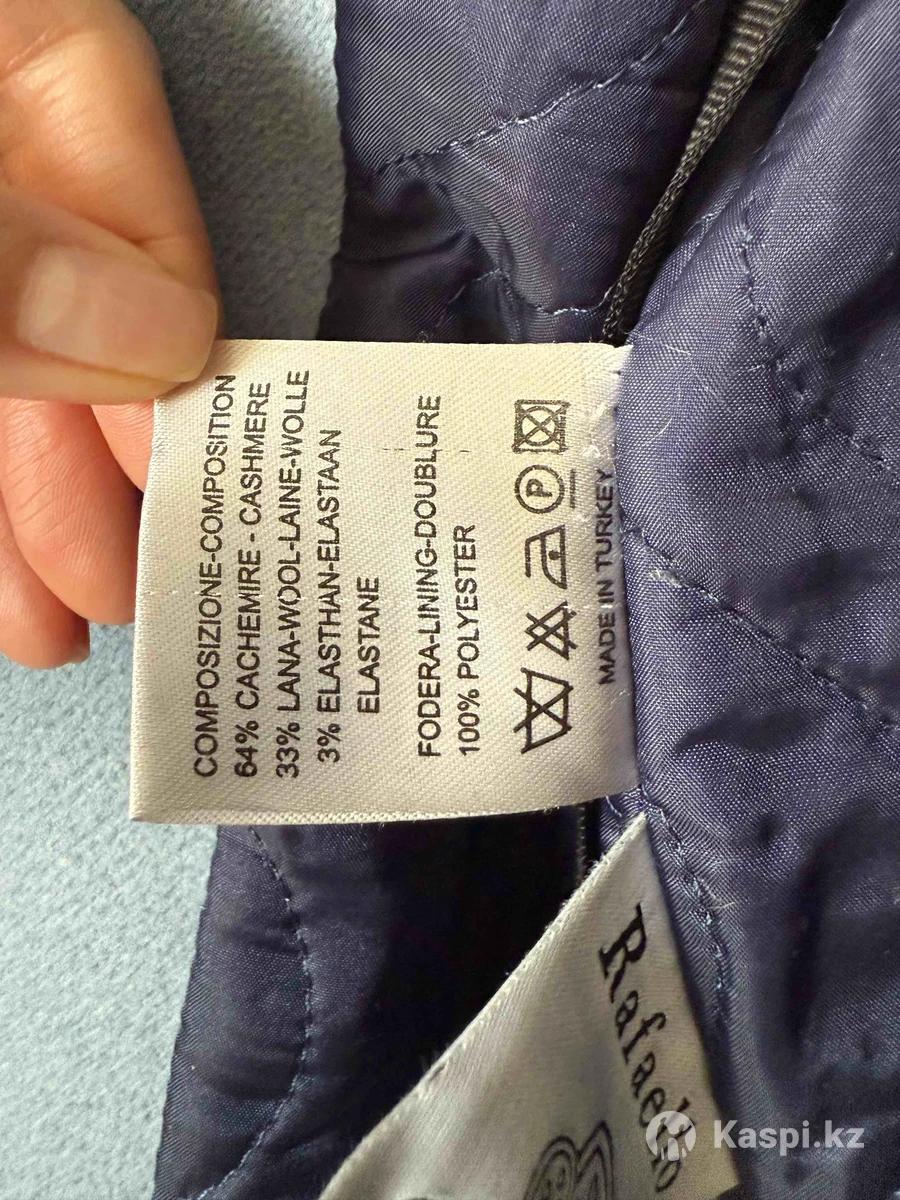 COMPOSIZIONE-COMPOSITION
64% CACHEMIRE - CASHMERE
33% LANA-WOOL-LAINE-WOLLE
3% ELASTHAN-ELASTAAN
ELASTANE
FODERA-LINING-DOUBLURE
100% POLYESTER
P
MADE IN TURKEY
Rafaello
Kaspi.kz